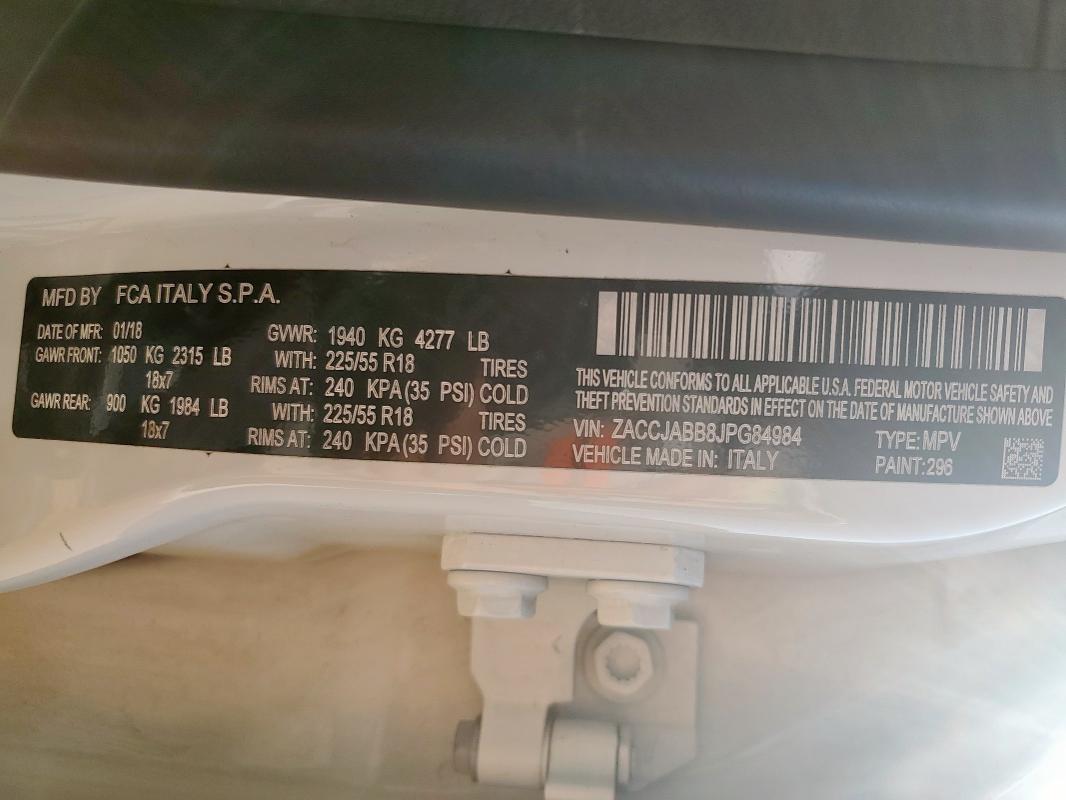 MFD BY FCA ITALY S.P.A.
DATE OF MFR: 01/18 GVWR: 1940 KG 4277 LB
GAWR FRONT: 1050 KG 2315 LB WITH: 225/55 R18 TIRES
18x7 RIMS AT: 240 KPA(35 PSI) COLD
GAWR REAR: 900 KG 1984 LB WITH: 225/55 R18 TIRES
18x7 RIMS AT: 240 KPA(35 PSI) COLD
THIS VEHICLE CONFORMS TO ALL APPLICABLE U.S.A. FEDERAL MOTOR VEHICLE SAFETY AND
THEFT PREVENTION STANDARDS IN EFFECT ON THE DATE OF MANUFACTURE SHOWN ABOVE
VIN: ZACCJABB8JPG84984 TYPE: MPV
VEHICLE MADE IN: ITALY PAINT:296